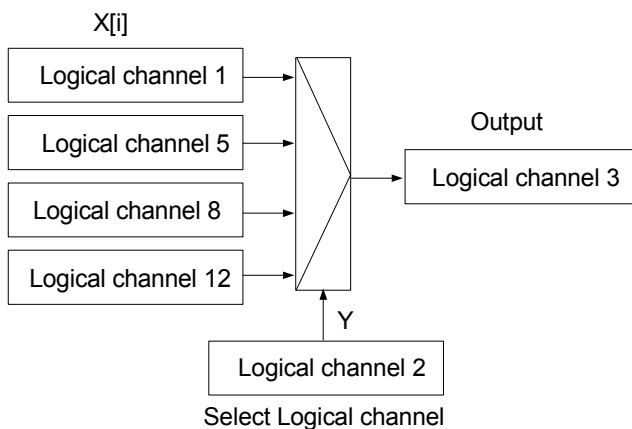 X[i]
Logical channel 1
Logical channel 5
Logical channel 8
Logical channel 12
Output
Logical channel 3
Y
Logical channel 2
Select Logical channel